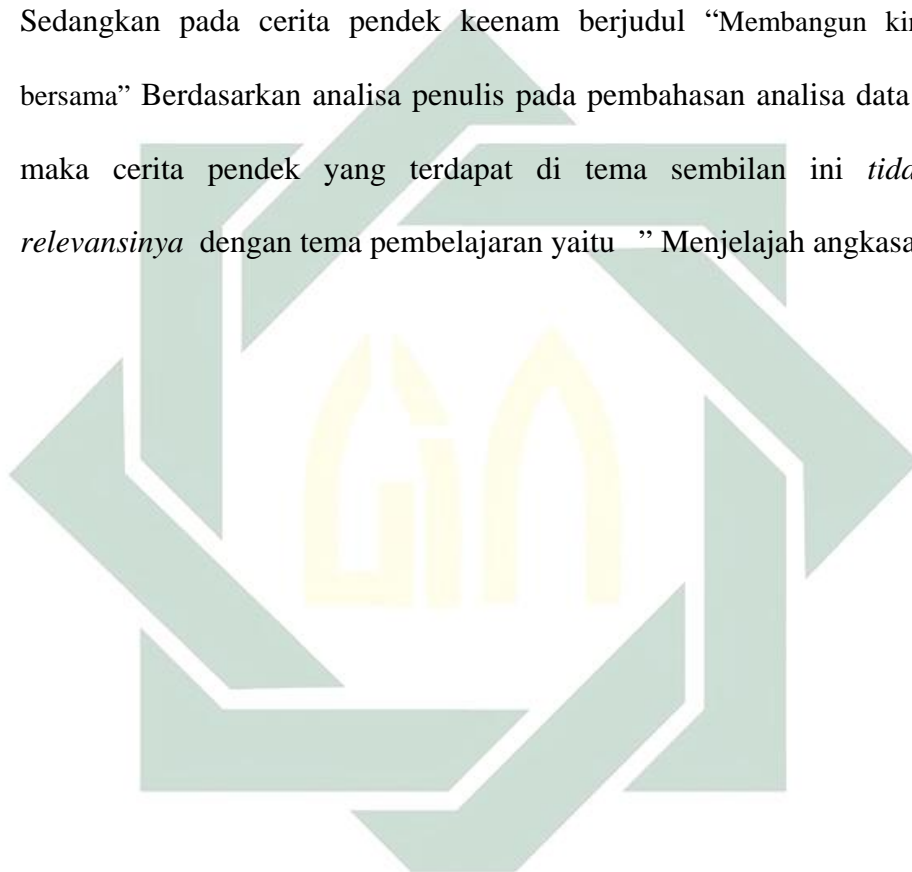 Sedangkan pada cerita pendek keenam berjudul “Membangun
bersama” Berdasarkan analisa penulis pada pembahasan analisa data
maka cerita pendek yang terdapat di tema sembilan ini
relevansinya dengan tema pembelajaran yaitu ” Menjelajah angkasa